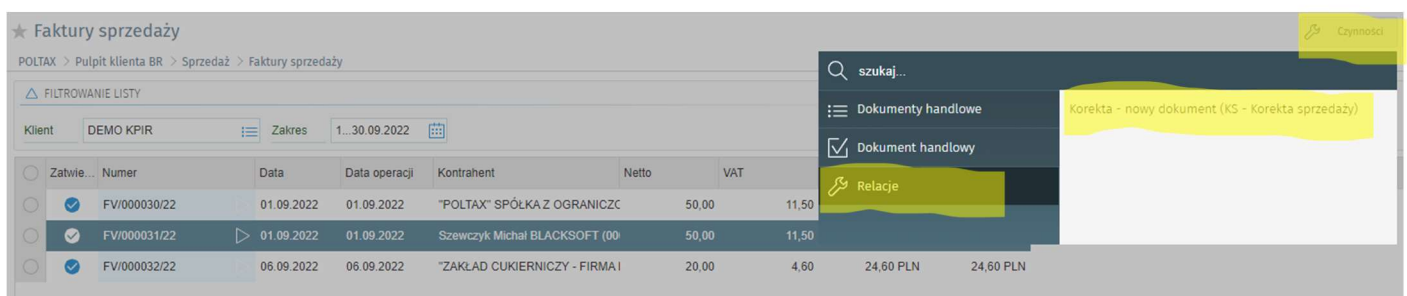 Faktury sprzedaży
Czynności
POLTAX > Pulpit klienta BR > Sprzedaż > Faktury sprzedaży
szukaj...
FILTROWANIE LISTY
Dokumenty handlowe
Korekta - nowy dokument (KS - Korekta sprzedaży)
Klient DEMO KPIR Zakres 1...30.09.2022
Dokument handlowy
Zatwie... Numer Data Data operacji Kontrahent Netto VAT
Relacje
FV/000030/22 01.09.2022 01.09.2022 "POLTAX" SPÓŁKA Z OGRANICZC 50,00 11,50
FV/000031/22 01.09.2022 01.09.2022 Szewczyk Michał BLACKSOFT (00 50,00 11,50
FV/000032/22 06.09.2022 06.09.2022 "ZAKŁAD CUKIERNICZY - FIRMA 20,00 4,60 24,60 PLN 24,60 PLN